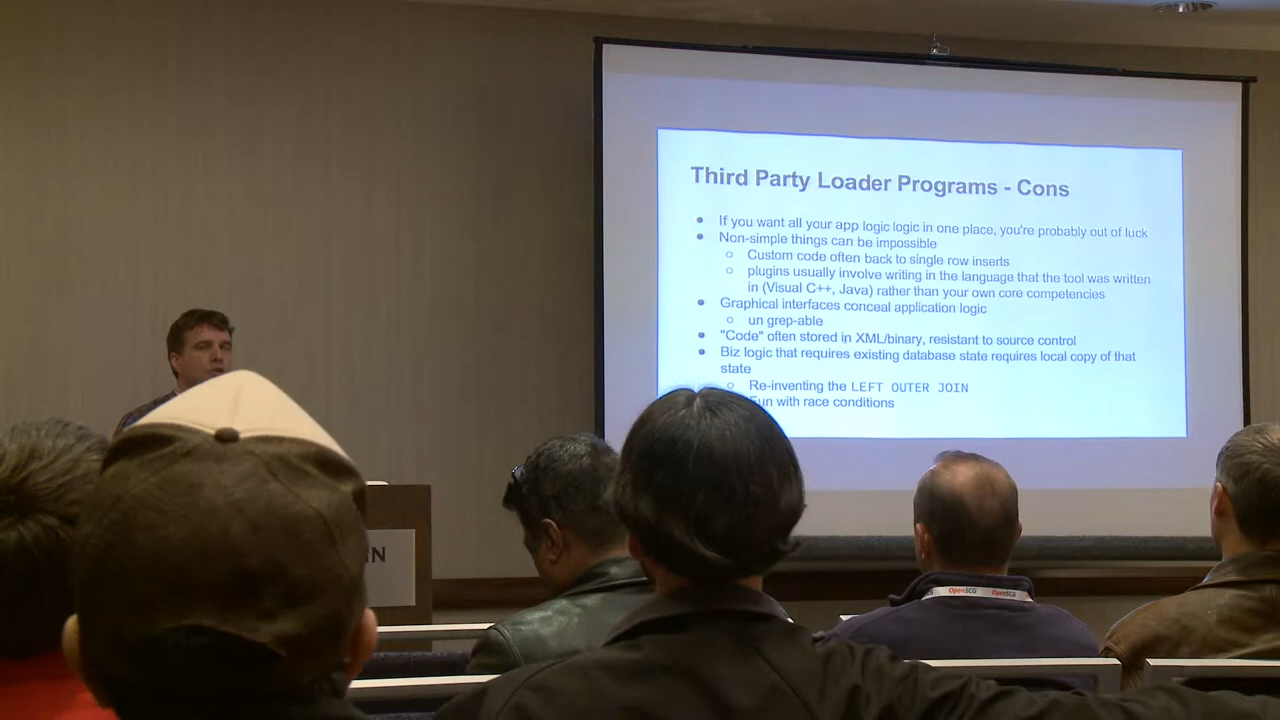 Third Party Loader Programs - Cons
If you want all your app logic logic in one place, you're probably out of luck
Non-simple things can be impossible
Custom code often back to single row inserts
plugins usually involve writing in the language that the tool was written
in (Visual C++, Java) rather than your own core competencies
Graphical interfaces conceal application logic
un grep-able
"Code" often stored in XML/binary, resistant to source control
Biz logic that requires existing database state requires local copy of that
state
Re-inventing the LEFT OUTER JOIN
Fun with race conditions
IN
OpenSCG OpenSCG